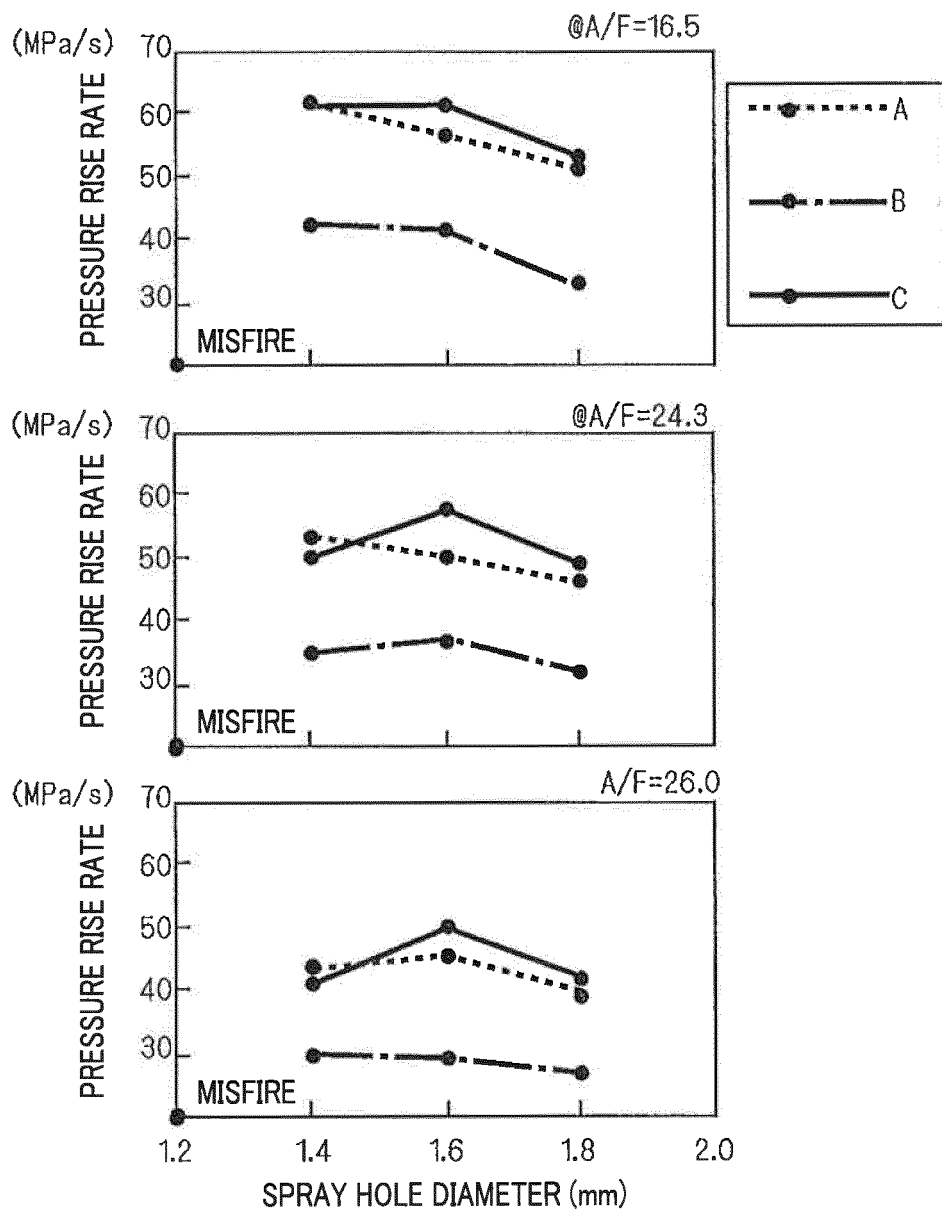 @A/F=16.5
(MPa/s)
PRESSURE RISE RATE
70
60
50
40
30
MISFIRE
A
B
C
@A/F=24.3
(MPa/s)
PRESSURE RISE RATE
70
60
50
40
30
MISFIRE
A/F=26.0
(MPa/s)
PRESSURE RISE RATE
70
60
50
40
30
MISFIRE
1.2 1.4 1.6 1.8 2.0
SPRAY HOLE DIAMETER (mm)